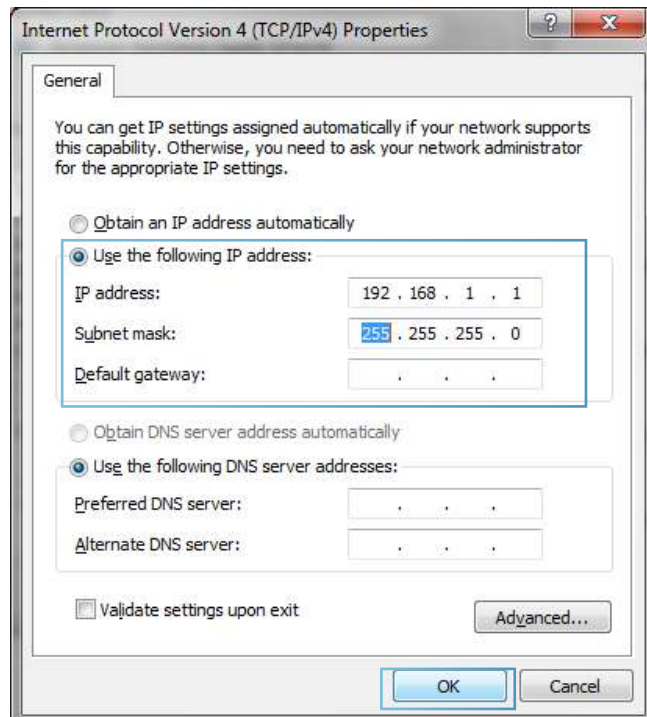 Internet Protocol Version 4 (TCP/IPv4) Properties
General
You can get IP settings assigned automatically if your network supports
this capability. Otherwise, you need to ask your network administrator
for the appropriate IP settings.
Obtain an IP address automatically
Use the following IP address:
IP address: 192 . 168 . 1 . 1
Subnet mask: 255 . 255 . 255 . 0
Default gateway: . . .
Obtain DNS server address automatically
Use the following DNS server addresses:
Preferred DNS server: . . .
Alternate DNS server: . . .
Validate settings upon exit
Advanced...
OK Cancel